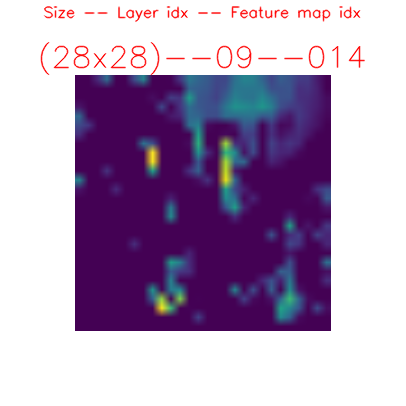 Size -- Layer idx -- Feature map idx
(28x28)--09--014